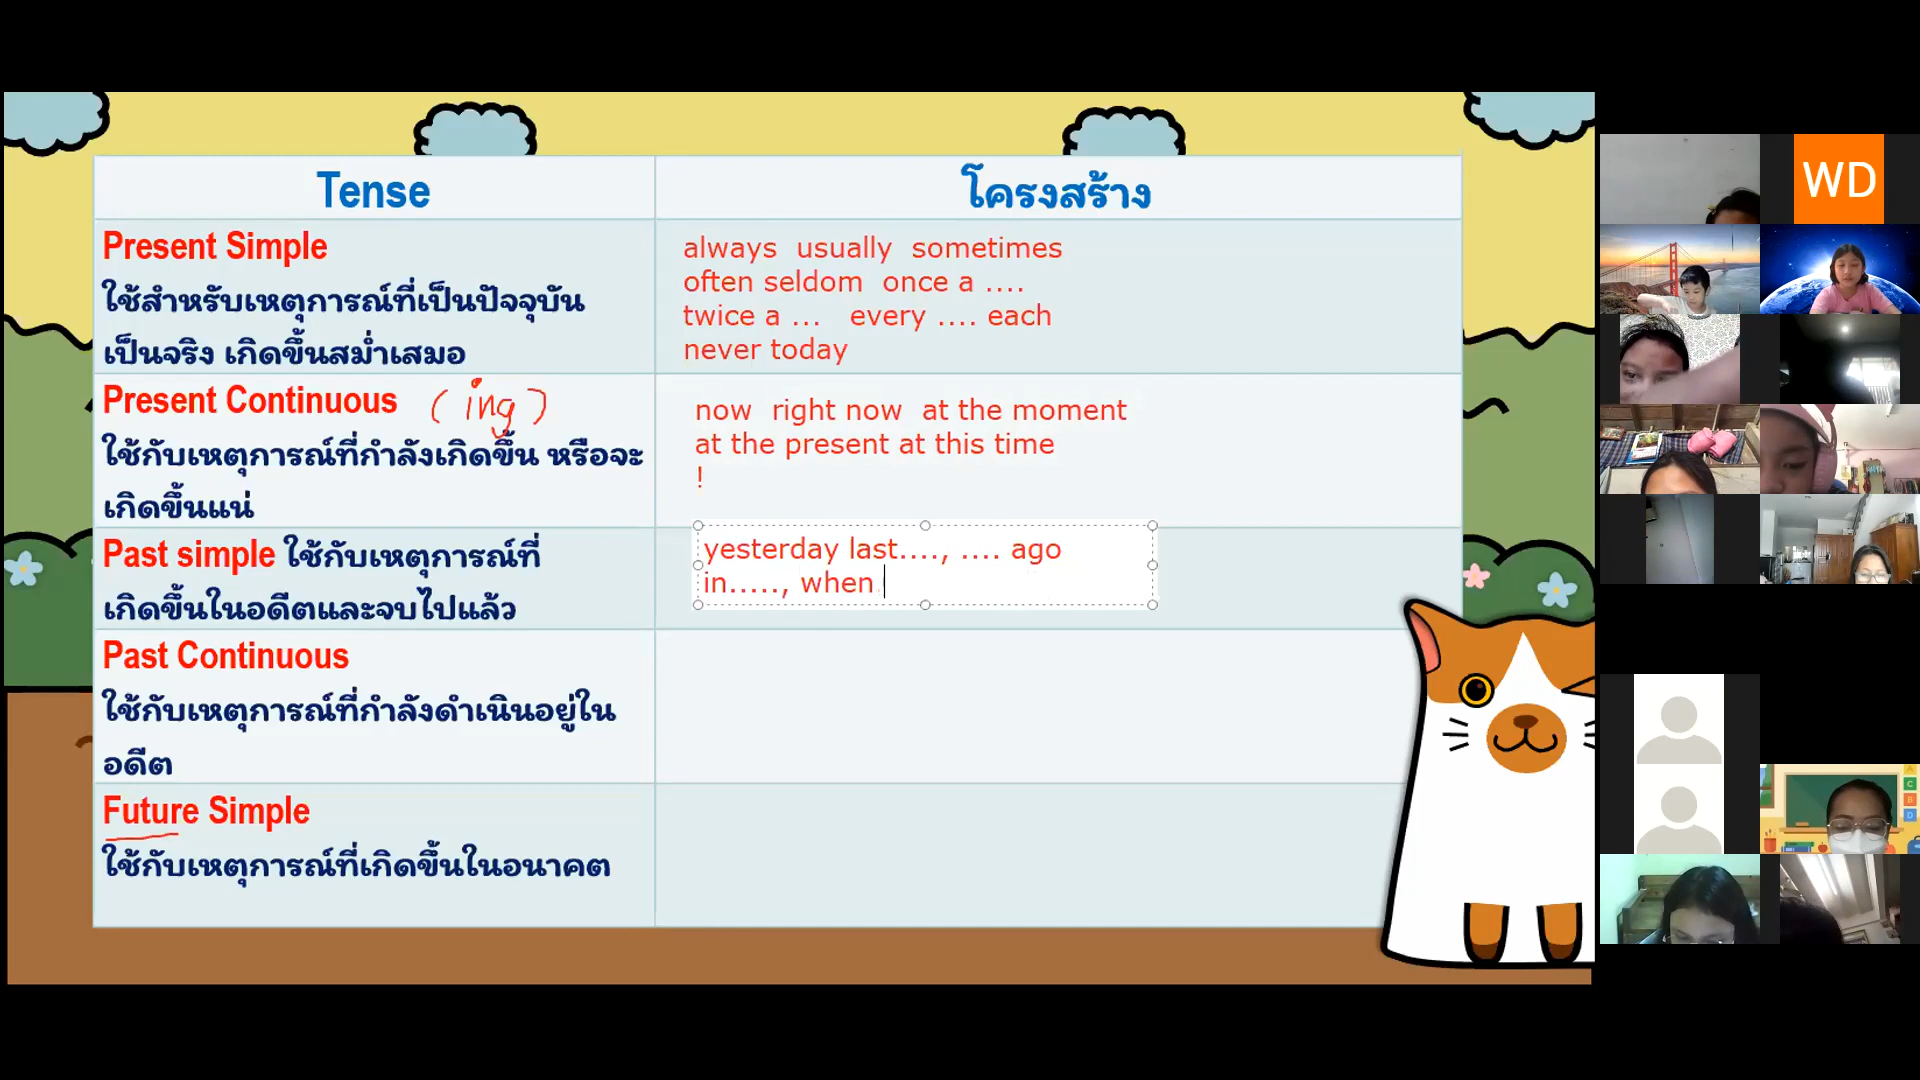 Tense
โครงสร้าง
Present Simple
ใช้สำหรับเหตุการณ์ที่เป็นปัจจุบัน
เป็นจริง เกิดขึ้นสม่ำเสมอ
always usually sometimes
often seldom once a ....
twice a ... every .... each
never today
Present Continuous (ing)
ใช้กับเหตุการณ์ที่กำลังเกิดขึ้น หรือจะ
เกิดขึ้นแน่
now right now at the moment
at the present at this time
!
Past simple ใช้กับเหตุการณ์ที่
เกิดขึ้นในอดีตและจบไปแล้ว
yesterday last...., .... ago
in....., when
Past Continuous
ใช้กับเหตุการณ์ที่กำลังดำเนินอยู่ใน
อดีต
Future Simple
ใช้กับเหตุการณ์ที่เกิดขึ้นในอนาคต
WD
A
C
B
D